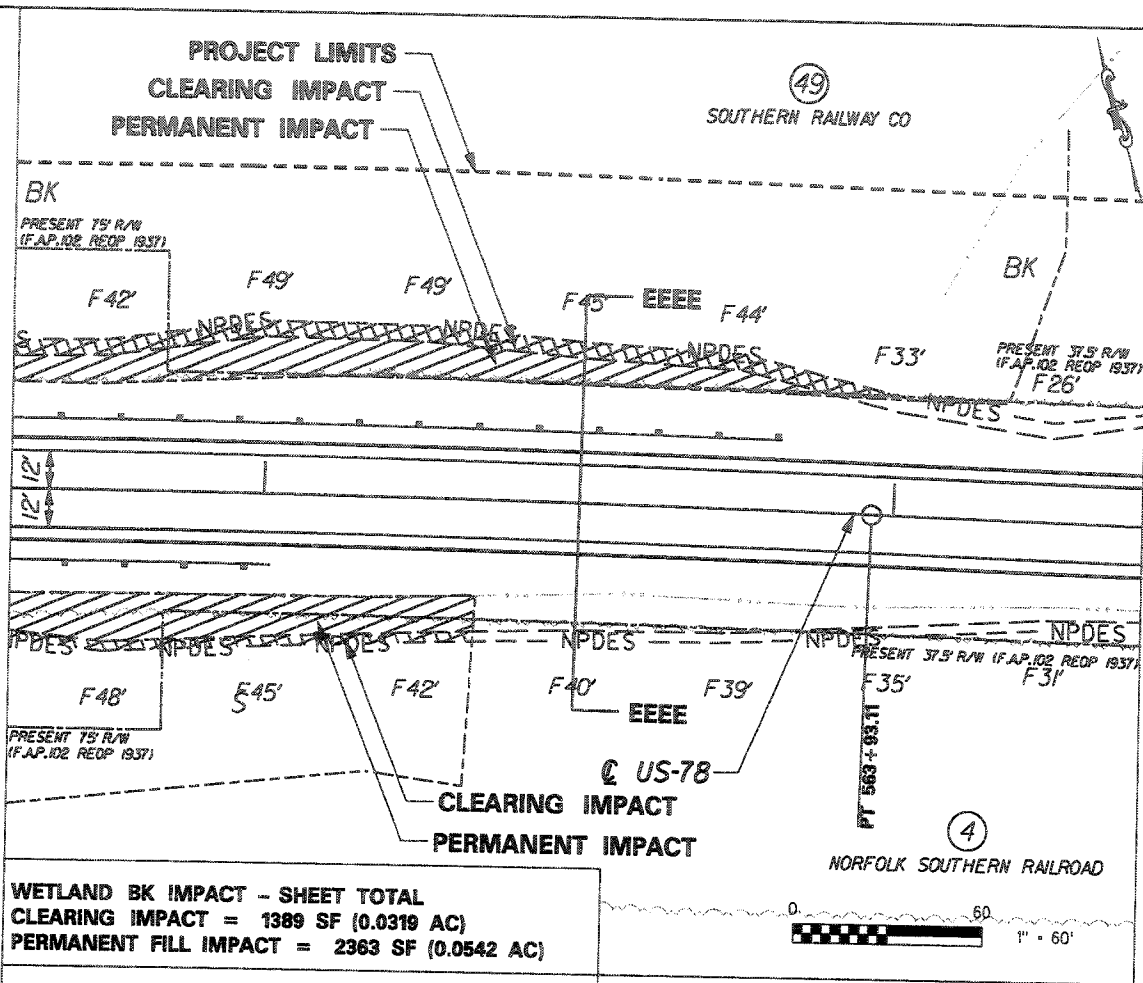 PROJECT LIMITS
CLEARING IMPACT
PERMANENT IMPACT
49
SOUTHERN RAILWAY CO
BK
PRESENT 75' R/W
(F.A.P.102 REOP 1937)
BK
F42'
F49'
F49'
F45'
EEEE
F44'
F33'
PRESENT 37.5' R/W
(F.A.P.102 REOP 1937)
F26'
S
NPDES
NPDES
NPDES
NPDES
12'
12'
NPDES
NPDES
NPDES
NPDES
NPDES
NPDES
PRESENT 37.5' R/W (F.A.P.102 REOP 1937)
F48'
F45'
S
F42'
F40'
F39'
F35'
F31'
EEEE
PRESENT 75' R/W
(F.A.P.102 REOP 1937)
℄ US-78
PT 563+93.11
CLEARING IMPACT
PERMANENT IMPACT
4
NORFOLK SOUTHERN RAILROAD
WETLAND BK IMPACT - SHEET TOTAL
CLEARING IMPACT = 1389 SF (0.0319 AC)
PERMANENT FILL IMPACT = 2363 SF (0.0542 AC)
0 60
1" = 60'